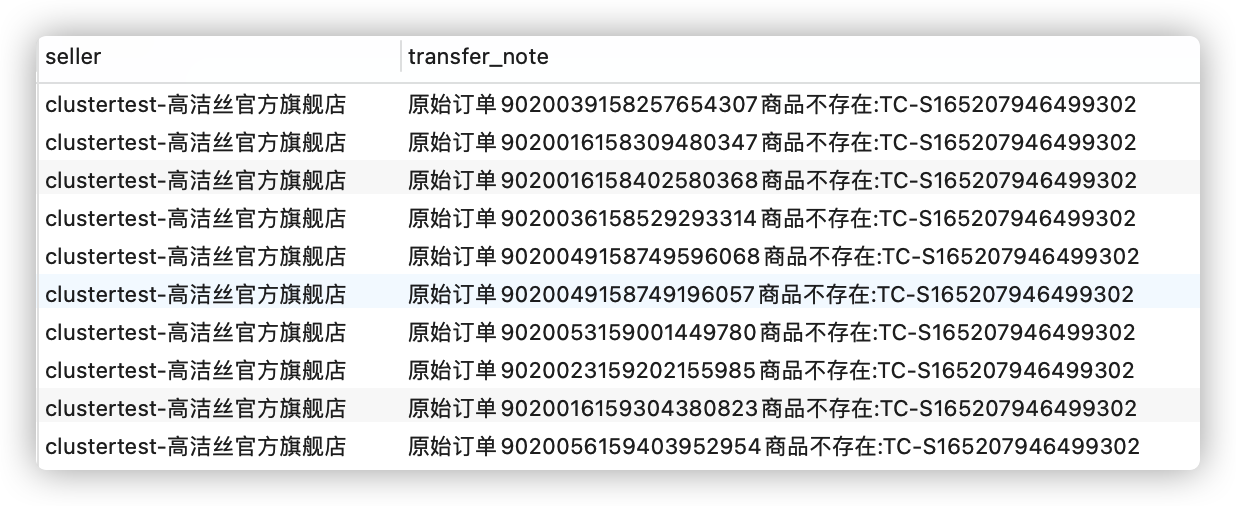 seller transfer_note
clustertest-高洁丝官方旗舰店 原始订单9020039158257654307商品不存在:TC-S165207946499302
clustertest-高洁丝官方旗舰店 原始订单9020016158309480347商品不存在:TC-S165207946499302
clustertest-高洁丝官方旗舰店 原始订单9020016158402580368商品不存在:TC-S165207946499302
clustertest-高洁丝官方旗舰店 原始订单9020036158529293314商品不存在:TC-S165207946499302
clustertest-高洁丝官方旗舰店 原始订单9020049158749596068商品不存在:TC-S165207946499302
clustertest-高洁丝官方旗舰店 原始订单9020049158749196057商品不存在:TC-S165207946499302
clustertest-高洁丝官方旗舰店 原始订单9020053159001449780商品不存在:TC-S165207946499302
clustertest-高洁丝官方旗舰店 原始订单9020023159202155985商品不存在:TC-S165207946499302
clustertest-高洁丝官方旗舰店 原始订单9020016159304380823商品不存在:TC-S165207946499302
clustertest-高洁丝官方旗舰店 原始订单9020056159403952954商品不存在:TC-S165207946499302